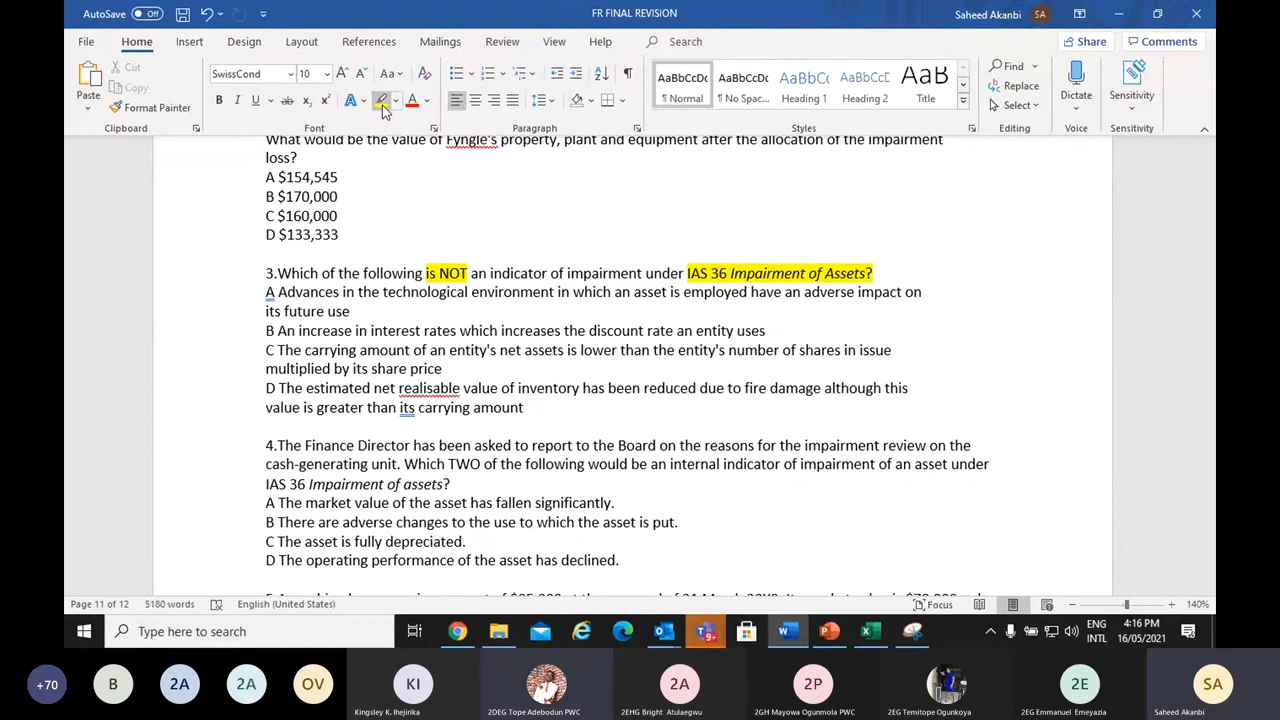 AutoSave Off
FR FINAL REVISION
Saheed Akanbi SA
File Home Insert Design Layout References Mailings Review View Help Search
Share Comments
SwissCond 10 Aa
Paste
Cut
Copy
Format Painter
B I U ab x₂ x² A A
AaBbCcDc AaBbCcDc AaBbCc AaBbCcE AaB
¶ Normal ¶ No Spac... Heading 1 Heading 2 Title
Find
Replace
Select
Dictate
Sensitivity
Clipboard Font Paragraph Styles Editing Voice Sensitivity
What would be the value of Fyngle's property, plant and equipment after the allocation of the impairment
loss?
A $154,545
B $170,000
C $160,000
D $133,333
3.Which of the following is NOT an indicator of impairment under IAS 36 Impairment of Assets?
A Advances in the technological environment in which an asset is employed have an adverse impact on
its future use
B An increase in interest rates which increases the discount rate an entity uses
C The carrying amount of an entity's net assets is lower than the entity's number of shares in issue
multiplied by its share price
D The estimated net realisable value of inventory has been reduced due to fire damage although this
value is greater than its carrying amount
4.The Finance Director has been asked to report to the Board on the reasons for the impairment review on the
cash-generating unit. Which TWO of the following would be an internal indicator of impairment of an asset under
IAS 36 Impairment of assets?
A The market value of the asset has fallen significantly.
B There are adverse changes to the use to which the asset is put.
C The asset is fully depreciated.
D The operating performance of the asset has declined.
Page 11 of 12 5180 words English (United States) Focus 140%
Type here to search
9+
ENG
INTL
4:16 PM
16/05/2021
+70 B 2A 2A OV KI 2A 2P 2E SA
Kingsley K. Ihejirika 2DEG Tope Adebodun PWC 2EHG Bright Atulaegwu 2GH Mayowa Ogunmola PWC 2EG Temitope Ogunkoya 2EG Emmanuel Emeyazia Saheed Akanbi